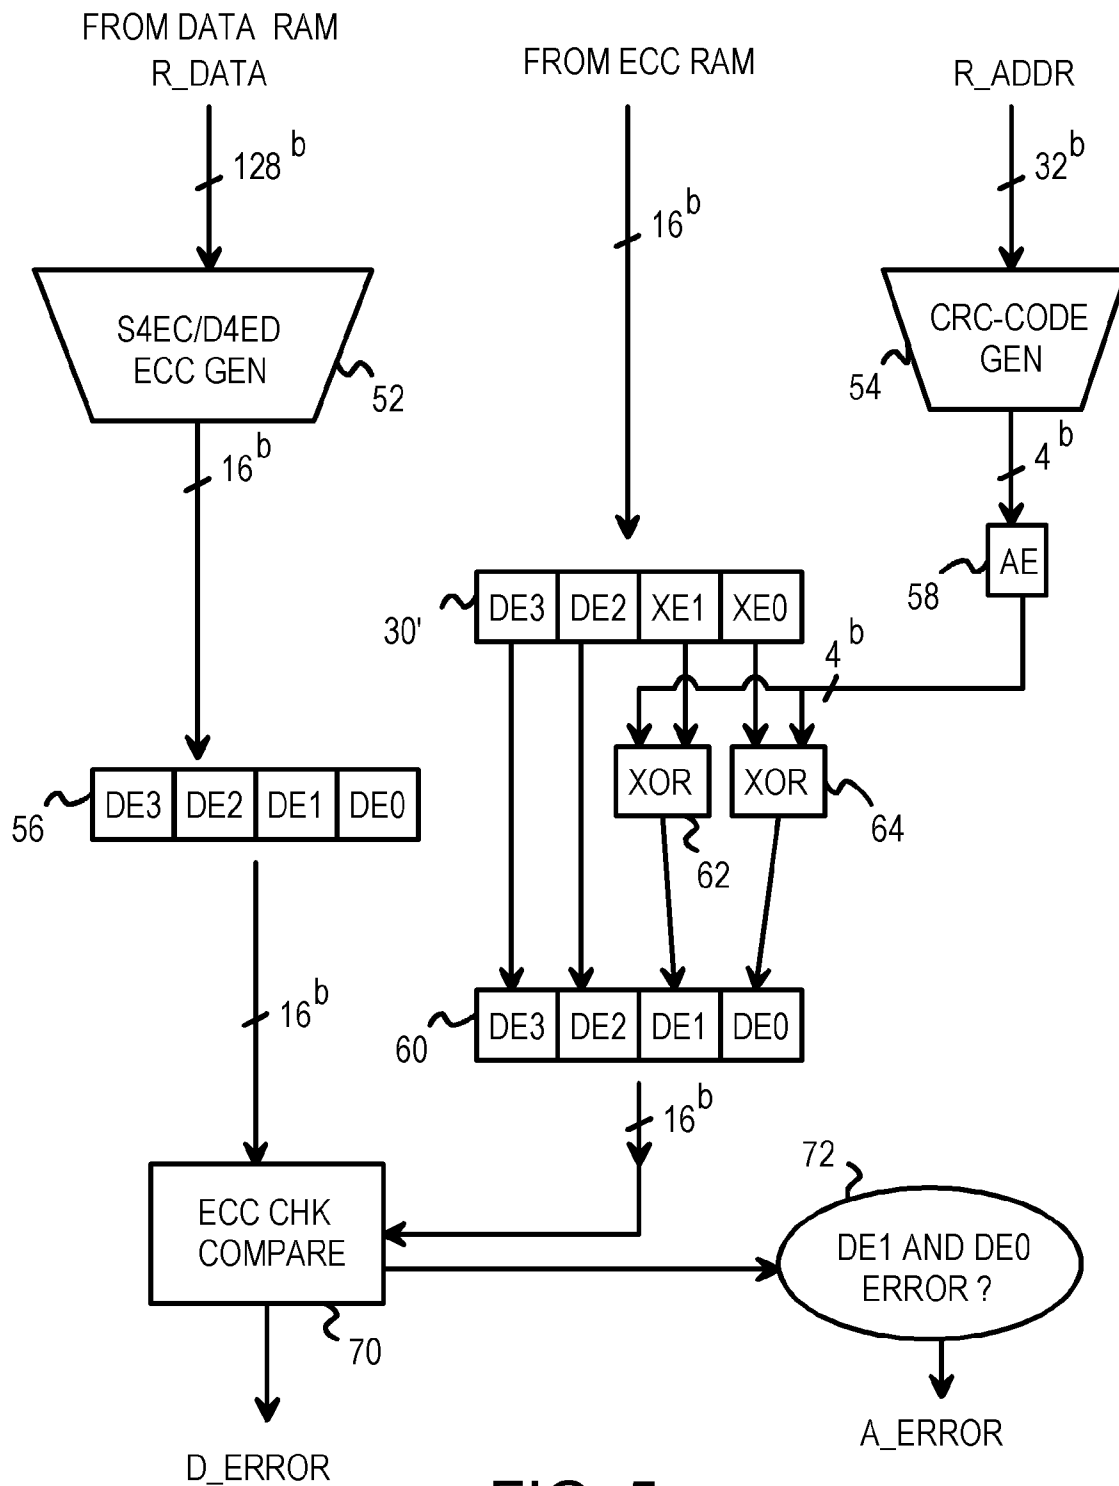 FROM DATA RAM
R_DATA
FROM ECC RAM
R_ADDR
128 b
16 b
32 b
S4EC/D4ED
ECC GEN
52
CRC-CODE
GEN
54
16 b
4 b
AE
58
30'
DE3 DE2 XE1 XE0
4 b
XOR
XOR
62
64
56
DE3 DE2 DE1 DE0
16 b
60
DE3 DE2 DE1 DE0
16 b
ECC CHK
COMPARE
70
72
DE1 AND DE0
ERROR ?
D_ERROR
A_ERROR